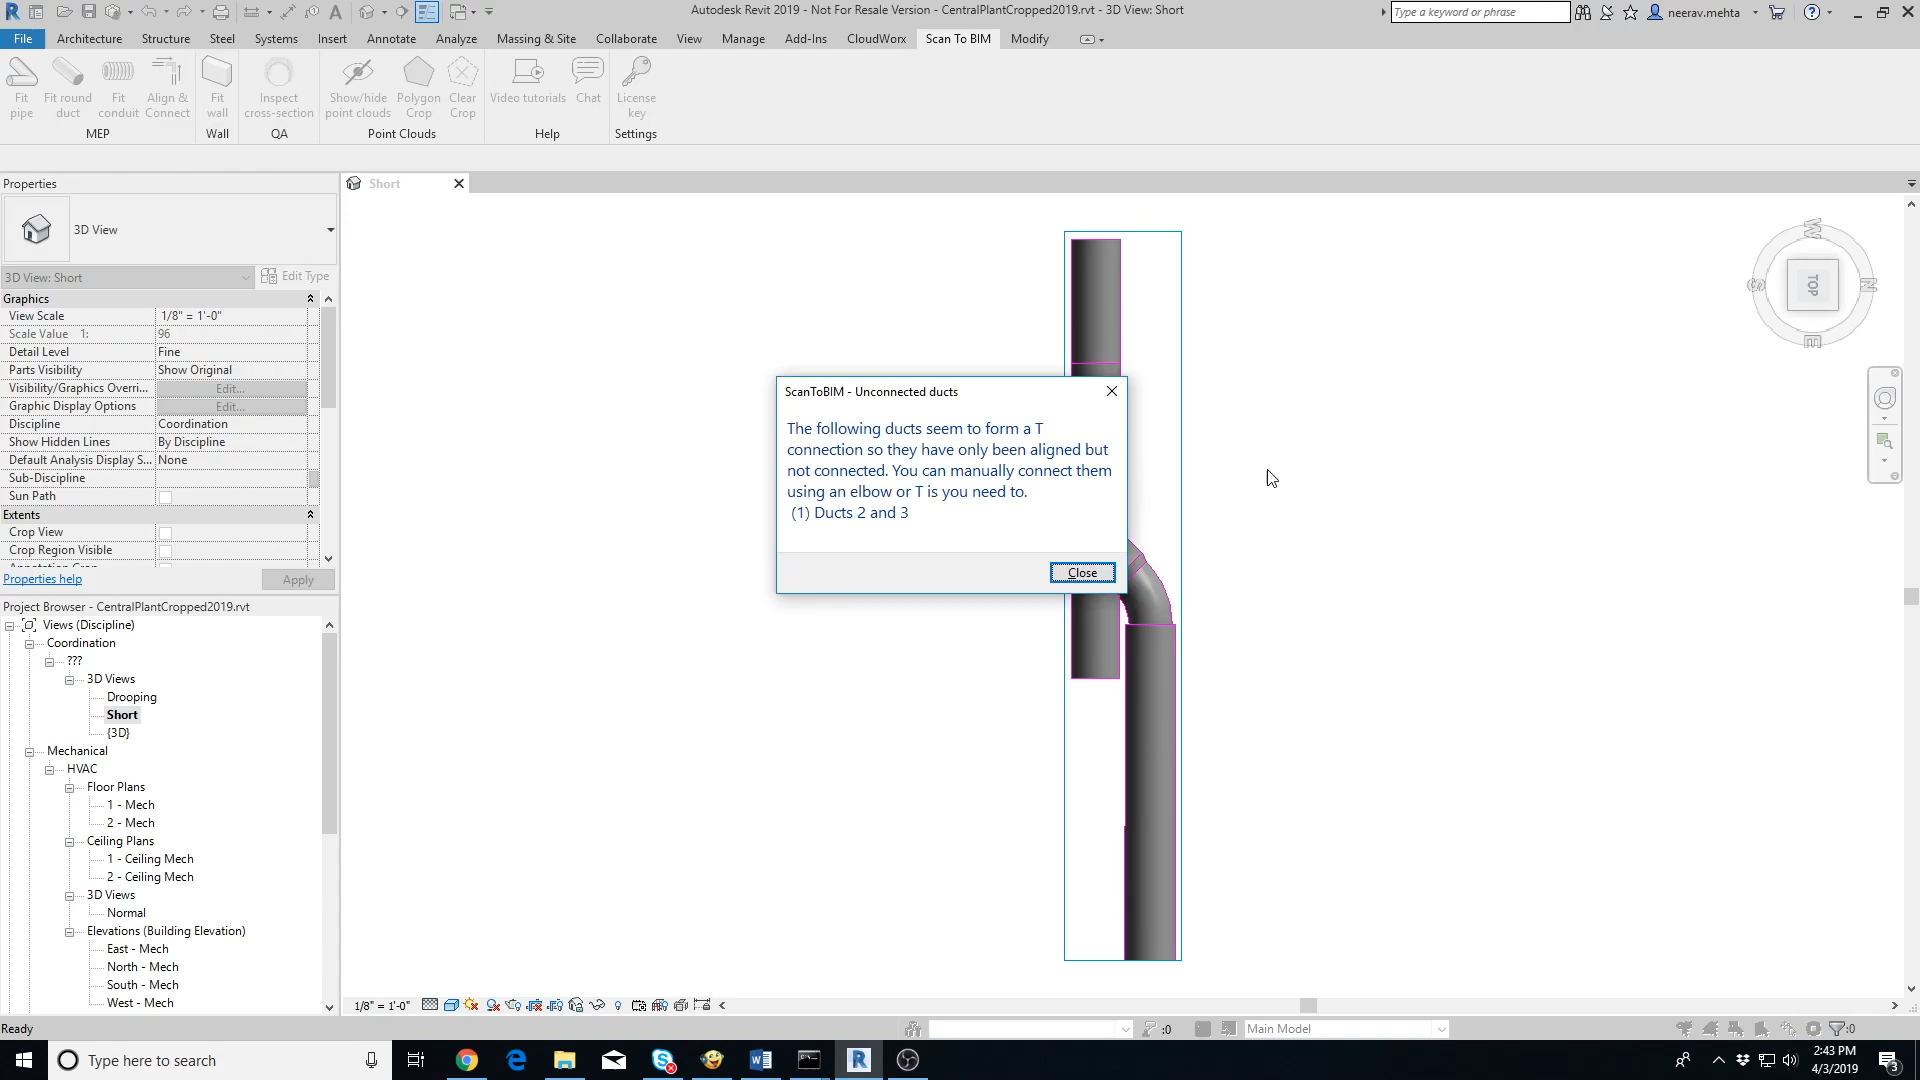 Autodesk Revit 2019 - Not For Resale Version - CentralPlantCropped2019.rvt - 3D View: Short
Type a keyword or phrase
neerav.mehta
File Architecture Structure Steel Systems Insert Annotate Analyze Massing & Site Collaborate View Manage Add-Ins CloudWorx Scan To BIM Modify
Fit pipe
Fit round duct
Fit conduit
Align & Connect
Fit wall
Inspect cross-section
Show/hide point clouds
Polygon Crop
Clear Crop
Video tutorials
Chat
License key
MEP Wall QA Point Clouds Help Settings
Properties
Short
3D View
3D View: Short
Edit Type
Graphics
View Scale 1/8" = 1'-0"
Scale Value 1: 96
Detail Level Fine
Parts Visibility Show Original
Visibility/Graphics Overri... Edit...
Graphic Display Options Edit...
Discipline Coordination
Show Hidden Lines By Discipline
Default Analysis Display S... None
Sub-Discipline
Sun Path
Extents
Crop View
Crop Region Visible
Properties help
Apply
Project Browser - CentralPlantCropped2019.rvt
Views (Discipline)
Coordination
???
3D Views
Drooping
Short
{3D}
Mechanical
HVAC
Floor Plans
1 - Mech
2 - Mech
Ceiling Plans
1 - Ceiling Mech
2 - Ceiling Mech
3D Views
Normal
Elevations (Building Elevation)
East - Mech
North - Mech
South - Mech
West - Mech
ScanToBIM - Unconnected ducts
The following ducts seem to form a T
connection so they have only been aligned but
not connected. You can manually connect them
using an elbow or T is you need to.
(1) Ducts 2 and 3
Close
W
S
TOP
N
E
1/8" = 1'-0"
Ready
:0
Main Model
:0
Type here to search
2:43 PM
4/3/2019
3